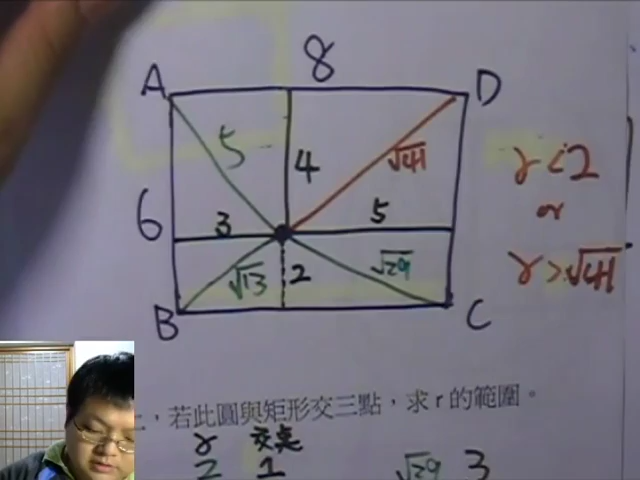 8
A
D
5
4
√41
r<2
6
3
5
or
√13
2
√29
r>√41
B
C
，若此圓與矩形交三點，求r的範圍。
r 交點
2 1 √29 3